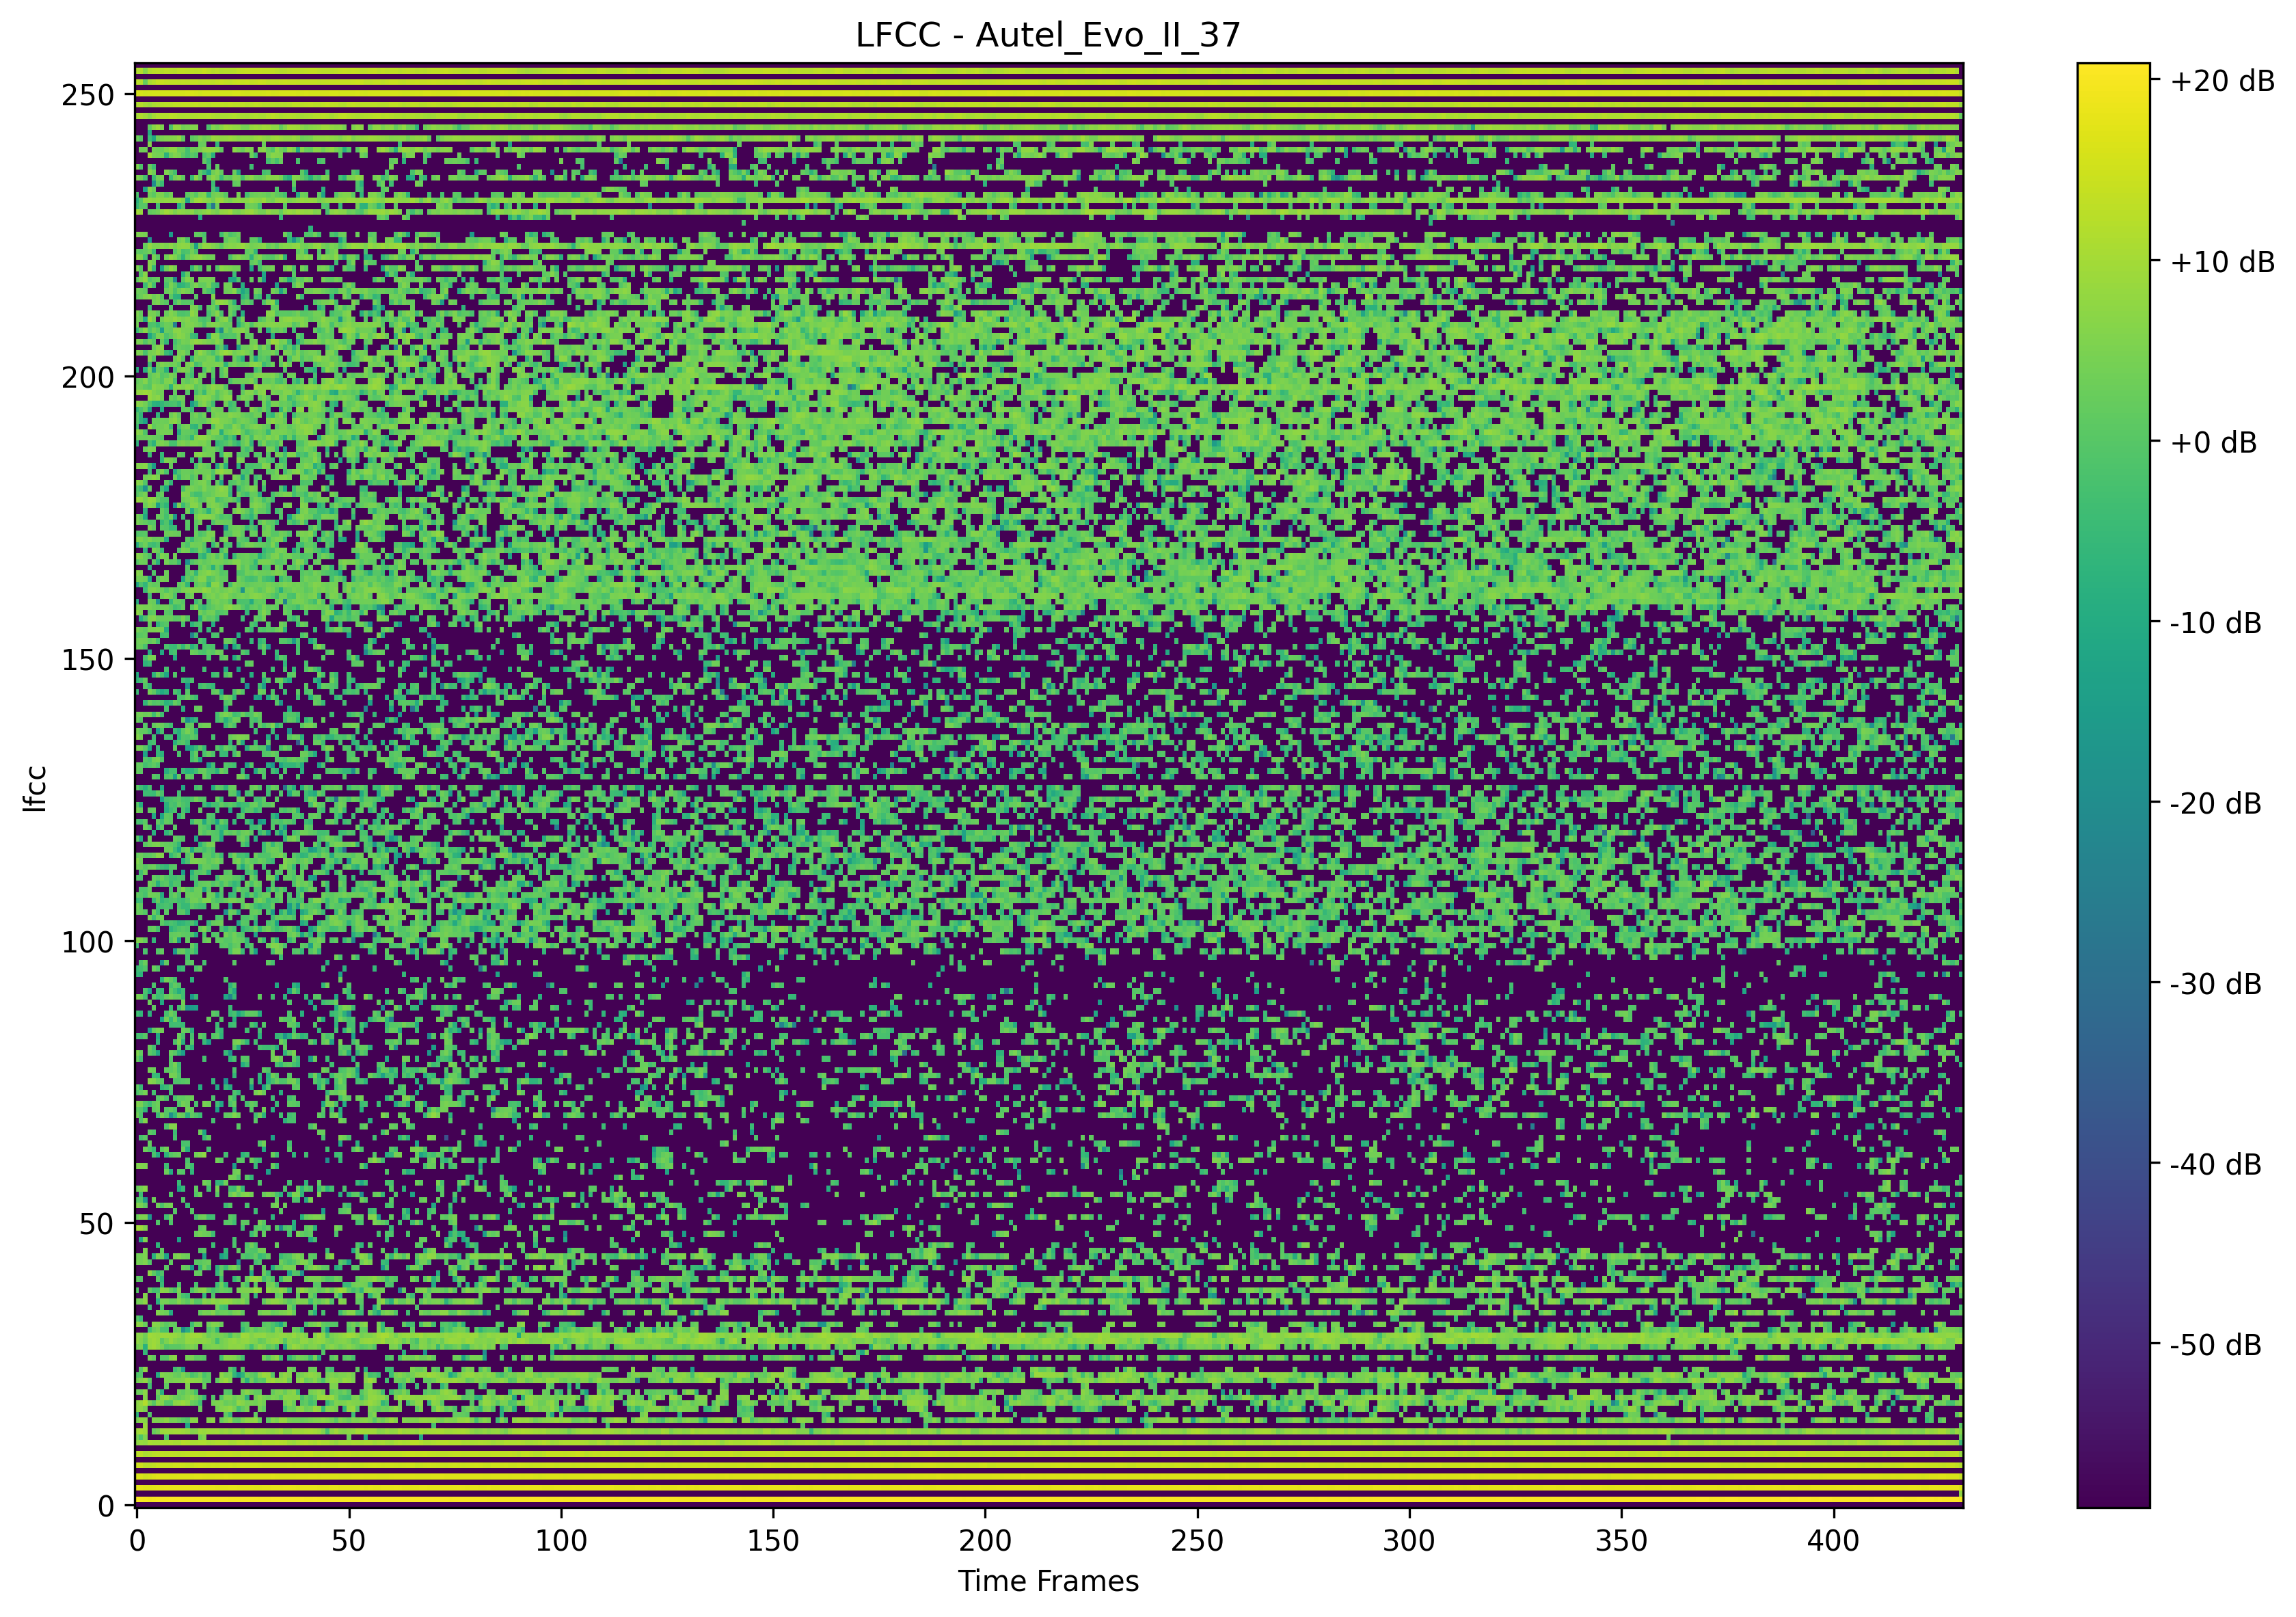 LFCC - Autel_Evo_II_37
250
200
150
100
50
0
lfcc
0 50 100 150 200 250 300 350 400
Time Frames
+20 dB
+10 dB
+0 dB
-10 dB
-20 dB
-30 dB
-40 dB
-50 dB